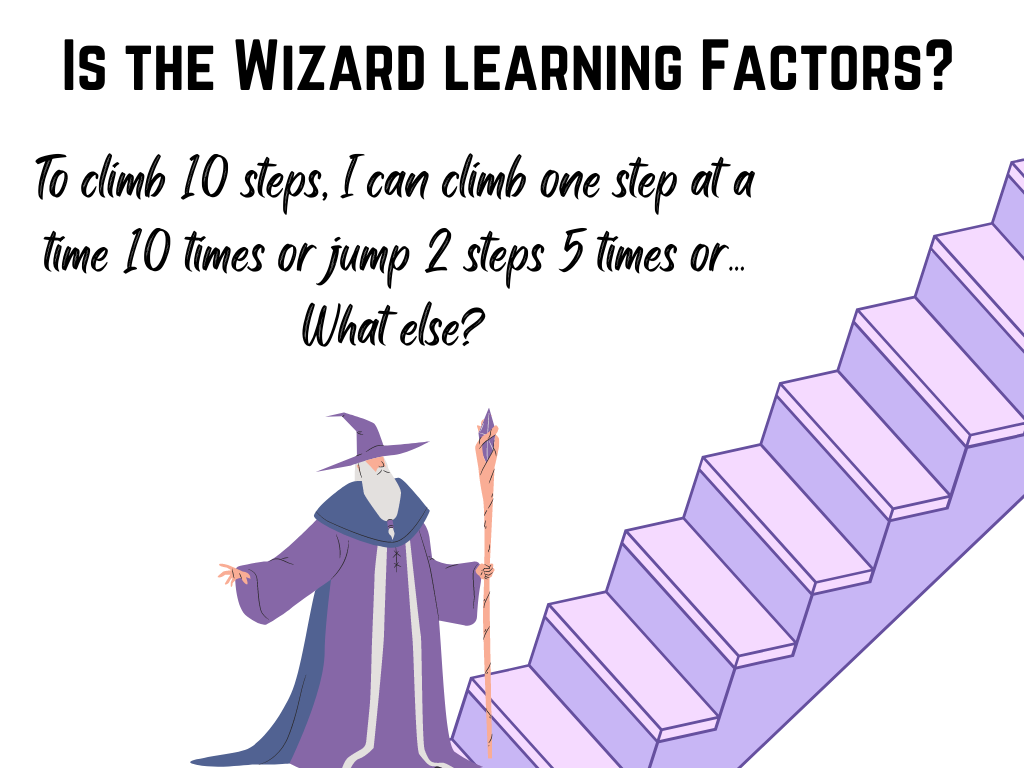 Is the Wizard learning Factors?
To climb 10 steps, I can climb one step at a
time 10 times or jump 2 steps 5 times or...
What else?